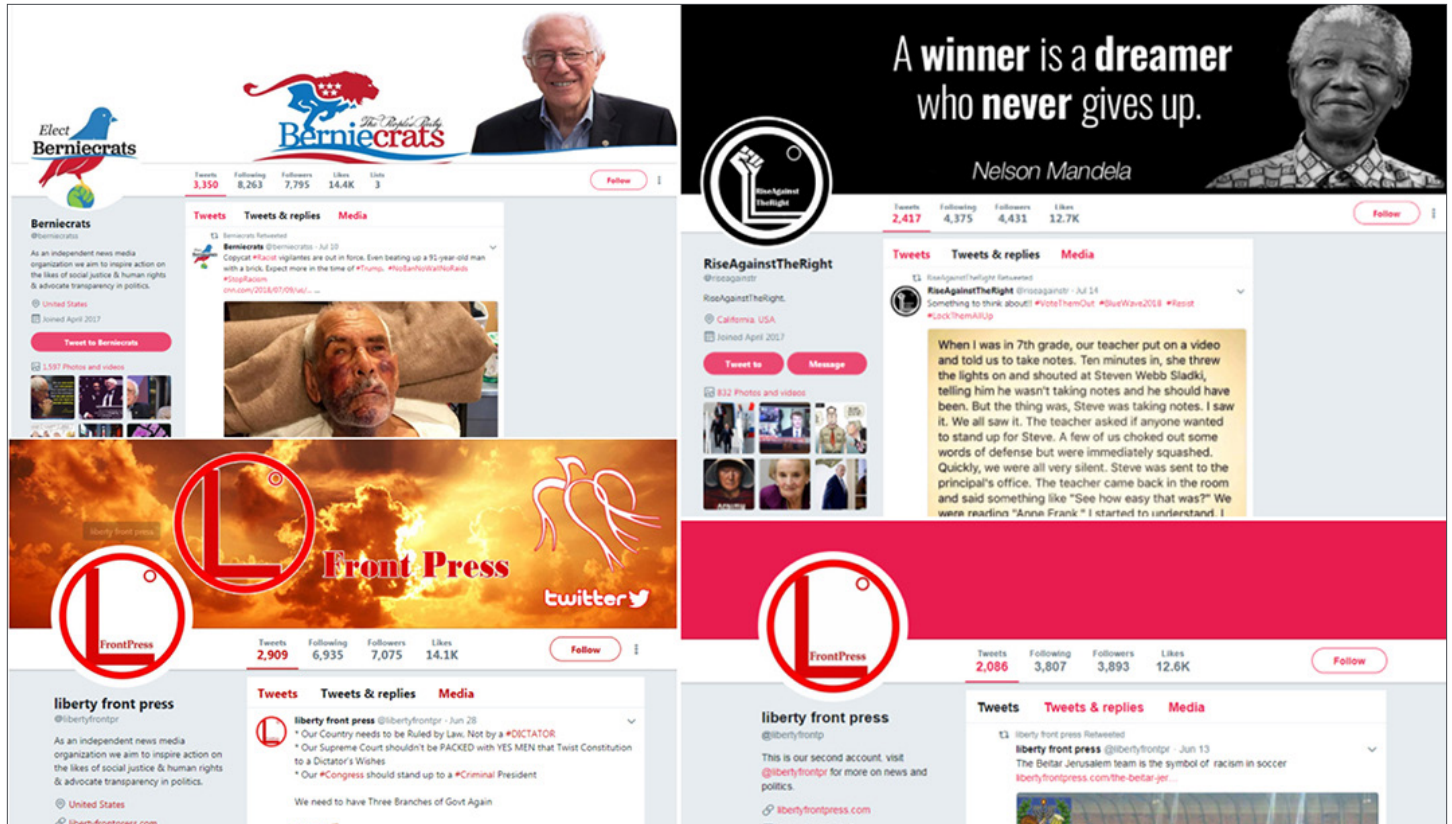 Elect
Berniecrats
The People's Party
Berniecrats
Tweets Following Followers Likes Lists
3,350 8,263 7,795 14.4K 3
Follow
Berniecrats
@berniecratss
As an independent news media
organization we aim to inspire action on
the likes of social justice & human rights
& advocate transparency in politics.
United States
Joined April 2017
Tweet to Berniecrats
1,597 Photos and videos
Tweets Tweets & replies Media
Berniecrats Retweeted
Berniecrats @berniecratss · Jul 10
Copycat #Racist vigilantes are out in force. Even beating up a 91-year-old man
with a brick. Expect more in the time of #Trump. #NoBanNoWallNoRaids
#StopRacism
cnn.com/2018/07/09/us/... ...
A winner is a dreamer
who never gives up.
Nelson Mandela
RiseAgainst
TheRight
Tweets Following Followers Likes
2,417 4,375 4,431 12.7K
Follow
RiseAgainstTheRight
@riseagainstr
RiseAgainstTheRight.
California, USA
Joined April 2017
Tweet to Message
832 Photos and videos
Tweets Tweets & replies Media
RiseAgainstTheRight Retweeted
RiseAgainstTheRight @riseagainstr · Jul 14
Something to think about!! #VoteThemOut #BlueWave2018 #Resist
#LockThemAllUp
When I was in 7th grade, our teacher put on a video
and told us to take notes. Ten minutes in, she threw
the lights on and shouted at Steven Webb Sladki,
telling him he wasn't taking notes and he should have
been. But the thing was, Steve was taking notes. I saw
it. We all saw it. The teacher asked if anyone wanted
to stand up for Steve. A few of us choked out some
words of defense but were immediately squashed.
Quickly, we were all very silent. Steve was sent to the
principal's office. The teacher came back in the room
and said something like "See how easy that was?" We
were reading "Anne Frank." I started to understand. I
liberty front press
Front Press
twitter
FrontPress
Tweets Following Followers Likes
2,909 6,935 7,075 14.1K
Follow
liberty front press
@libertyfrontpr
As an independent news media
organization we aim to inspire action on
the likes of social justice & human rights
& advocate transparency in politics.
United States
libertyfrontpress.com
Tweets Tweets & replies Media
liberty front press @libertyfrontpr · Jun 28
* Our Country needs to be Ruled by Law, Not by a #DICTATOR
* Our Supreme Court shouldn't be PACKED with YES MEN that Twist Constitution
to a Dictator's Wishes
* Our #Congress should stand up to a #Criminal President
We need to have Three Branches of Govt Again
FrontPress
Tweets Following Followers Likes
2,086 3,807 3,893 12.6K
Follow
liberty front press
@libertyfrontp
This is our second account. visit
@libertyfrontpr for more on news and
politics.
libertyfrontpress.com
Tweets Tweets & replies Media
liberty front press Retweeted
liberty front press @libertyfrontpr · Jun 13
The Beitar Jerusalem team is the symbol of racism in soccer
libertyfrontpress.com/the-beitar-jer...